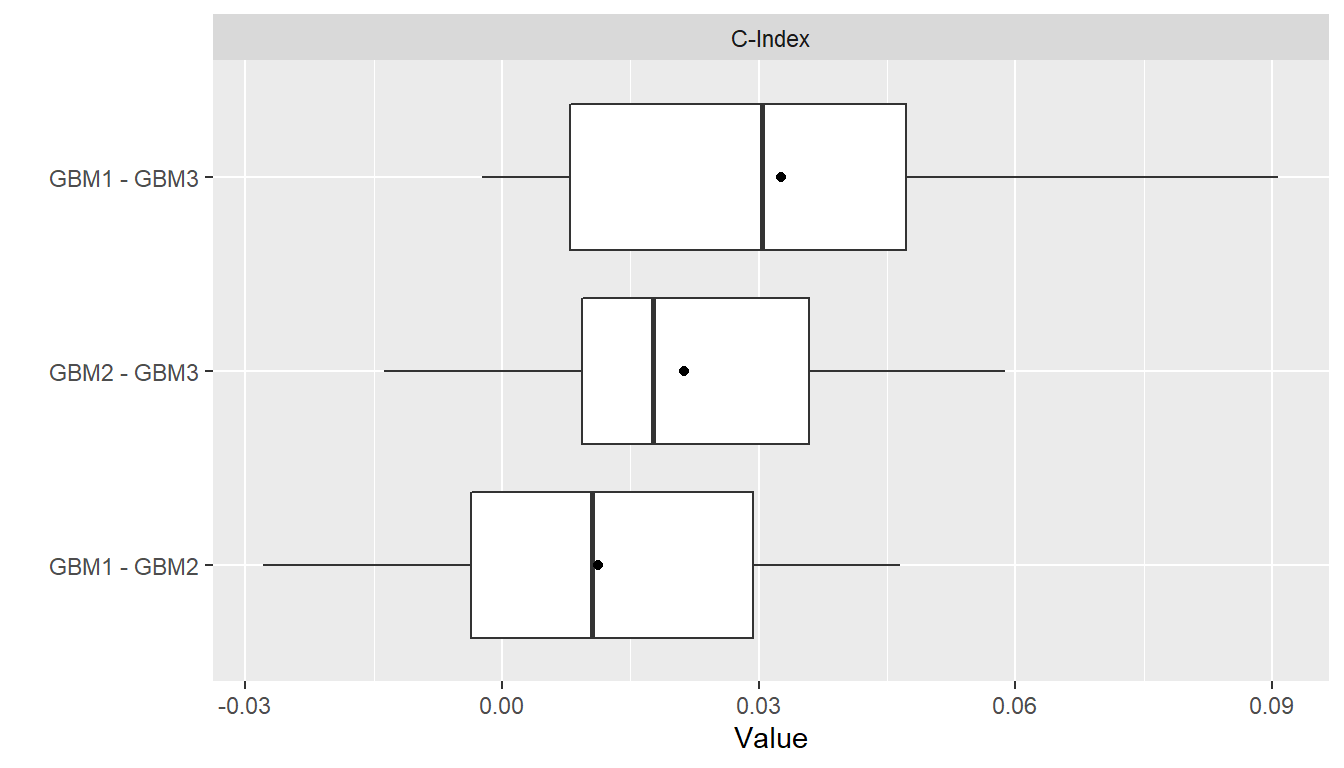 C-Index
GBM1 - GBM3
GBM2 - GBM3
GBM1 - GBM2
-0.03 0.00 0.03 0.06 0.09
Value